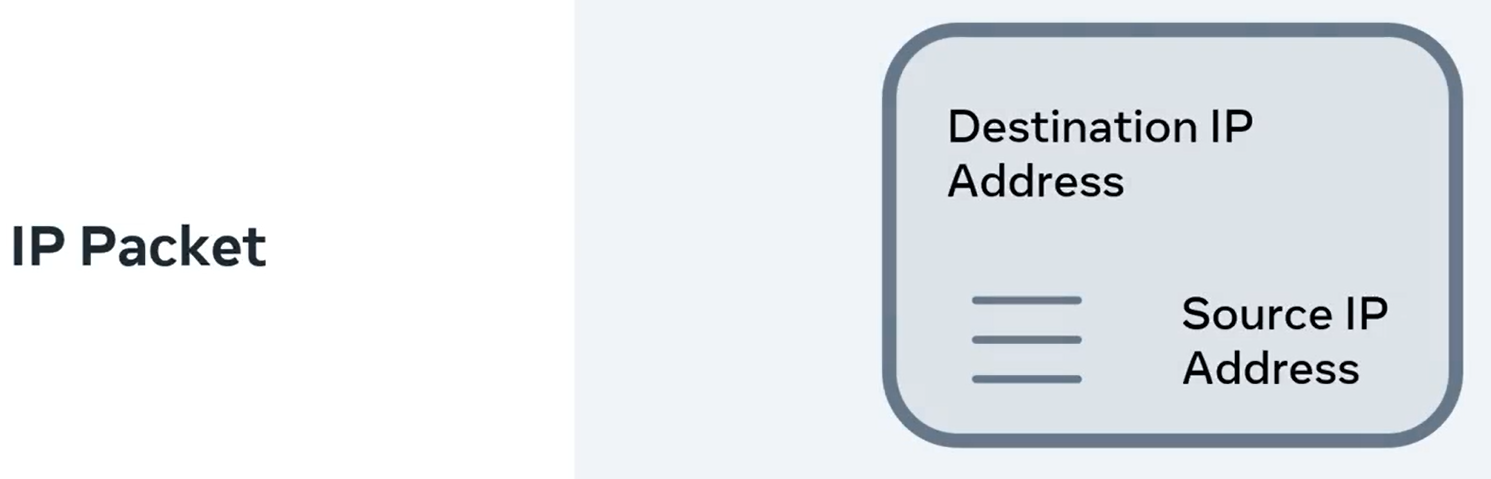 IP Packet
Destination IP
Address
Source IP
Address